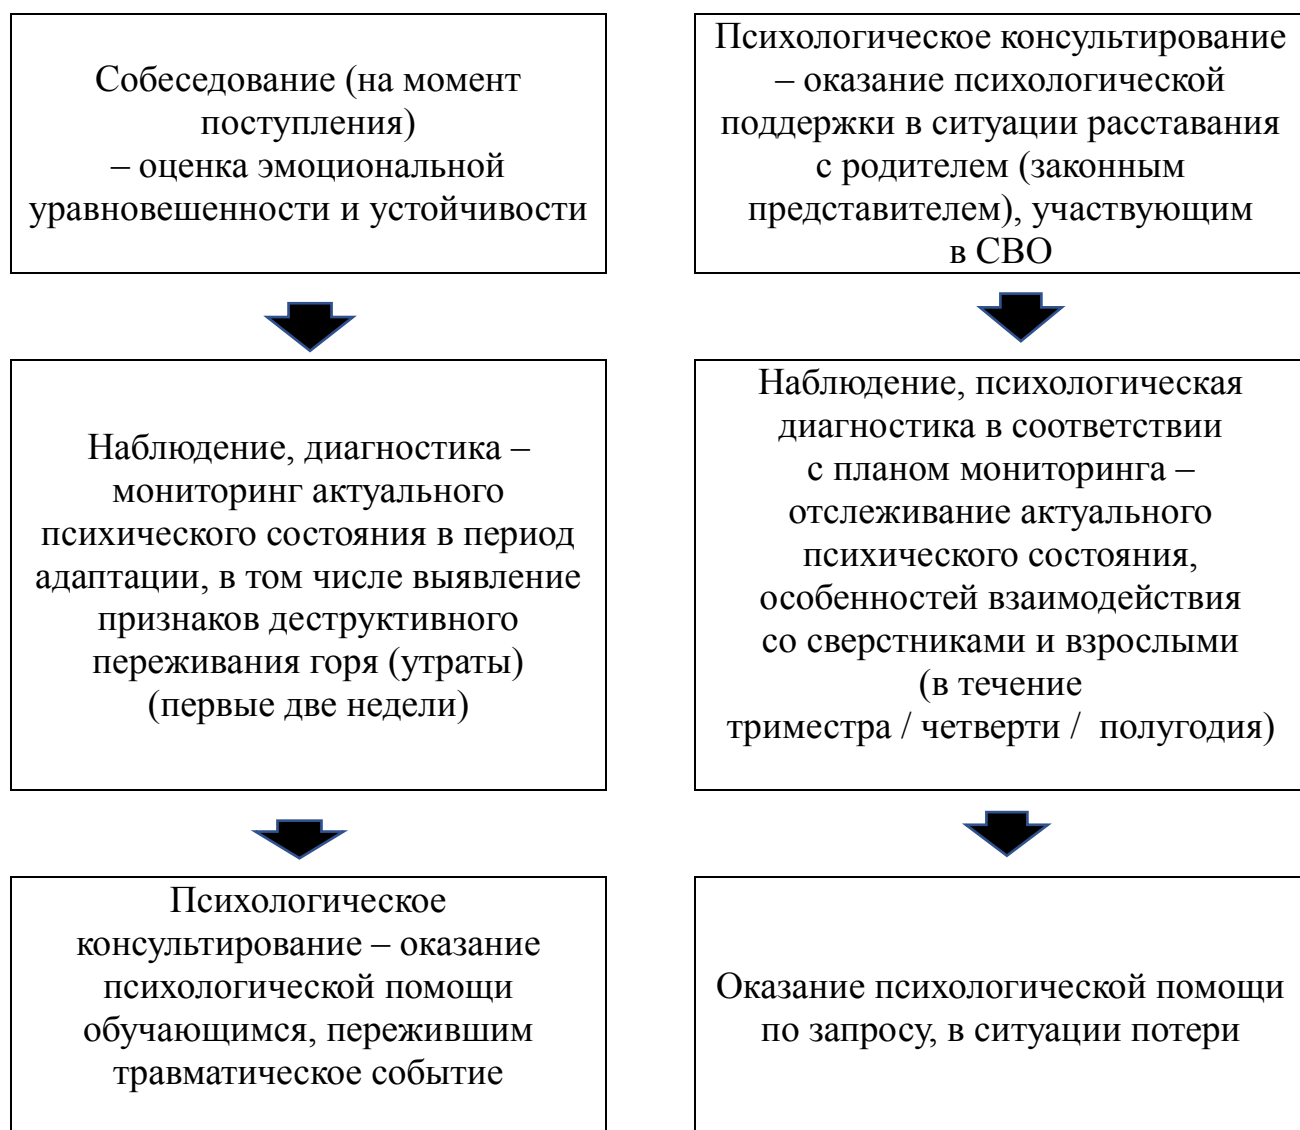 Собеседование (на момент
поступления)
– оценка эмоциональной
уравновешенности и устойчивости
Наблюдение, диагностика –
мониторинг актуального
психического состояния в период
адаптации, в том числе выявление
признаков деструктивного
переживания горя (утраты)
(первые две недели)
Психологическое
консультирование – оказание
психологической помощи
обучающимся, пережившим
травматическое событие
Психологическое консультирование
– оказание психологической
поддержки в ситуации расставания
с родителем (законным
представителем), участвующим
в СВО
Наблюдение, психологическая
диагностика в соответствии
с планом мониторинга –
отслеживание актуального
психического состояния,
особенностей взаимодействия
со сверстниками и взрослыми
(в течение
триместра / четверти / полугодия)
Оказание психологической помощи
по запросу, в ситуации потери